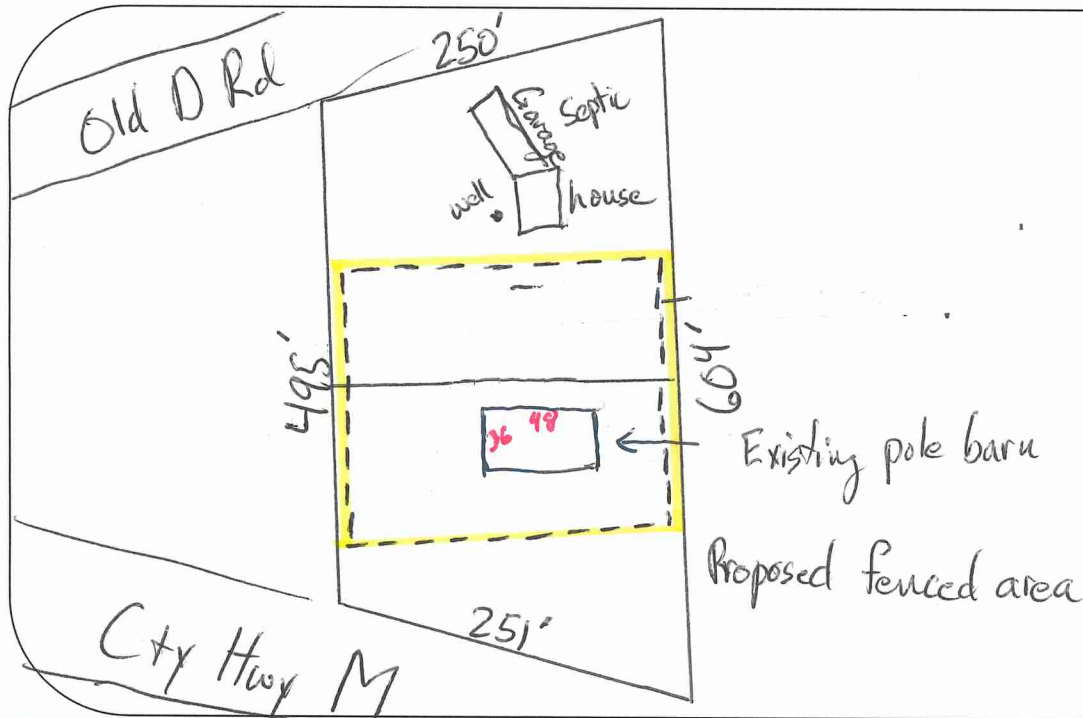 250'
Old D Rd
Garage
Septic
well
house
495'
604'
36 48
Existing pole barn
Proposed fenced area
251'
Cty Hwy M